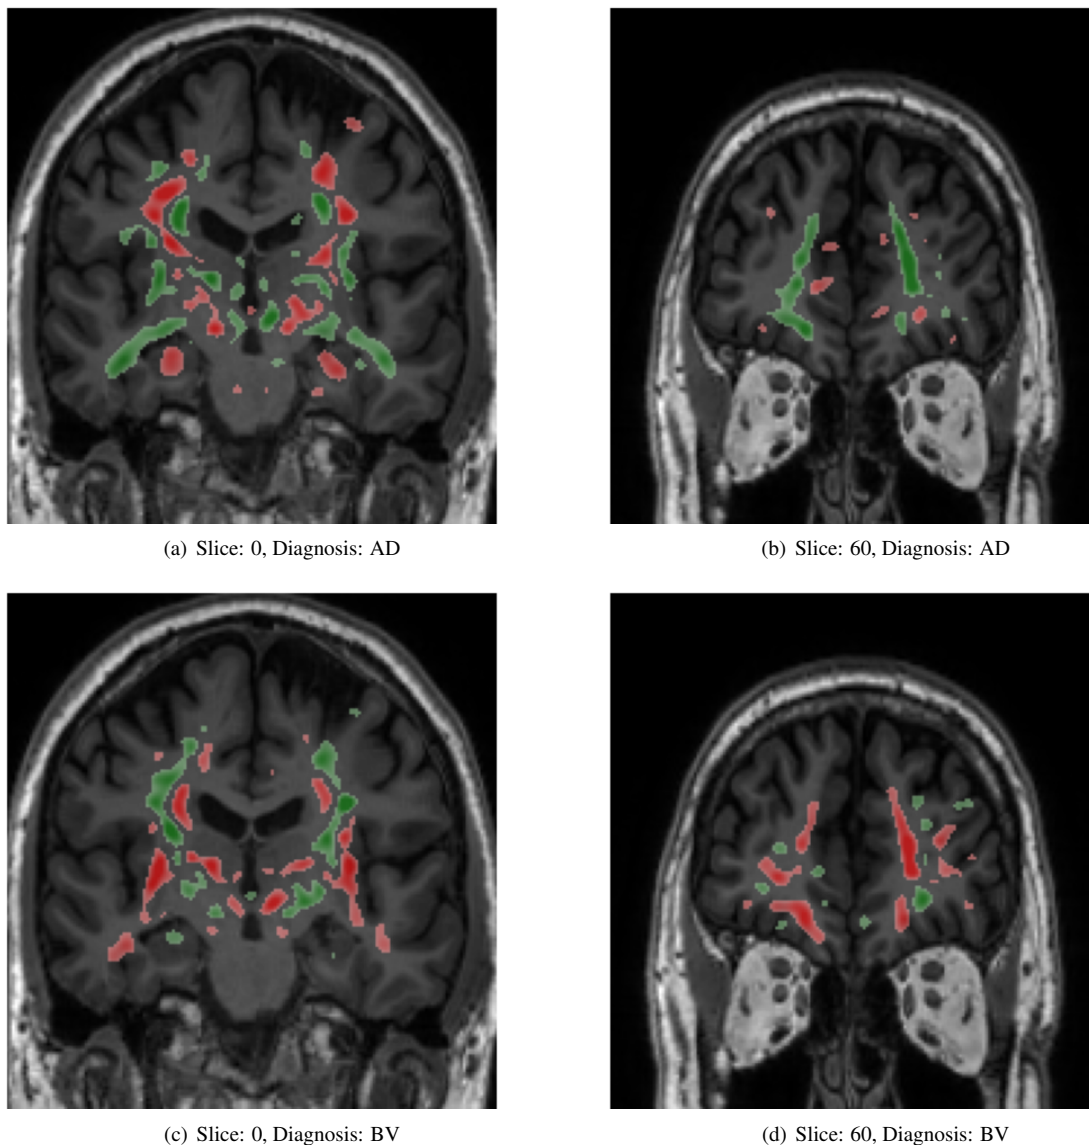 (a) Slice: 0, Diagnosis: AD
(b) Slice: 60, Diagnosis: AD
(c) Slice: 0, Diagnosis: BV
(d) Slice: 60, Diagnosis: BV